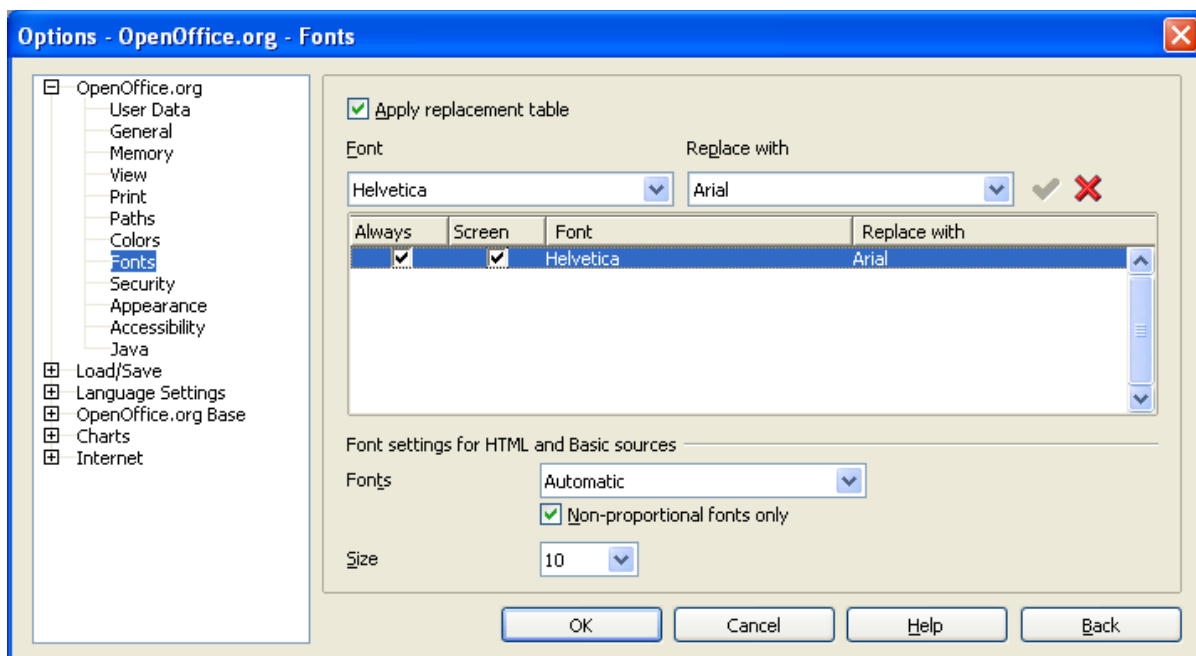 Options - OpenOffice.org - Fonts
OpenOffice.org
User Data
General
Memory
View
Print
Paths
Colors
Fonts
Security
Appearance
Accessibility
Java
Load/Save
Language Settings
OpenOffice.org Base
Charts
Internet
Apply replacement table
Font Replace with
Helvetica Arial
Always Screen Font Replace with
Helvetica Arial
Font settings for HTML and Basic sources
Fonts Automatic
Non-proportional fonts only
Size 10
OK Cancel Help Back